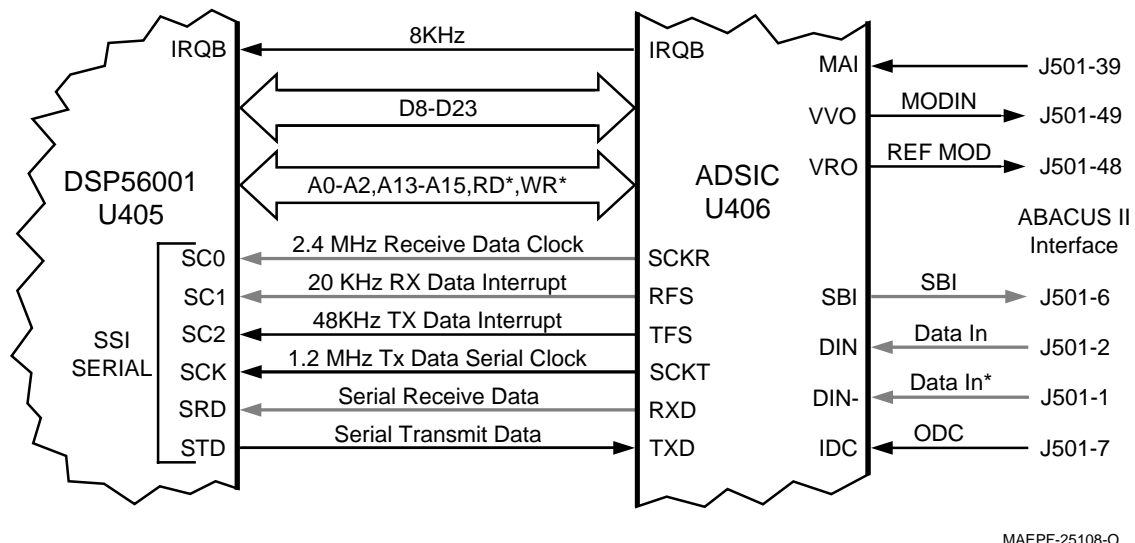 8KHz
IRQB
IRQB
MAI
J501-39
D8-D23
MODIN
VVO
J501-49
REF MOD
VRO
J501-48
DSP56001
U405
A0-A2,A13-A15,RD*,WR*
ADSIC
U406
ABACUS II
Interface
SSI
SERIAL
SC0
2.4 MHz Receive Data Clock
SCKR
SC1
20 KHz RX Data Interrupt
RFS
SBI
SBI
J501-6
SC2
48KHz TX Data Interrupt
TFS
DIN
Data In
J501-2
SCK
1.2 MHz Tx Data Serial Clock
SCKT
SRD
Serial Receive Data
RXD
DIN-
Data In*
J501-1
STD
Serial Transmit Data
TXD
IDC
ODC
J501-7
MAEPF-25108-O